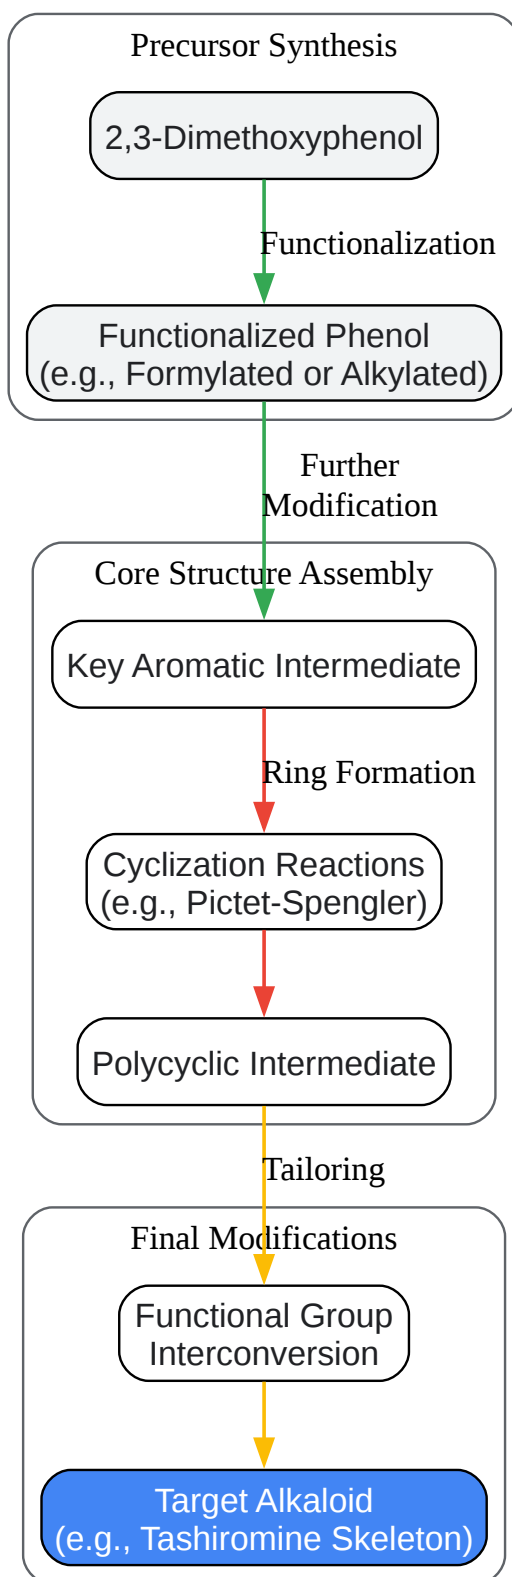 Precursor Synthesis
2,3-Dimethoxyphenol
Functionalization
Functionalized Phenol
(e.g., Formylated or Alkylated)
Further
Modification
Core Structure Assembly
Key Aromatic Intermediate
Ring Formation
Cyclization Reactions
(e.g., Pictet-Spengler)
Polycyclic Intermediate
Tailoring
Final Modifications
Functional Group
Interconversion
Target Alkaloid
(e.g., Tashiromine Skeleton)